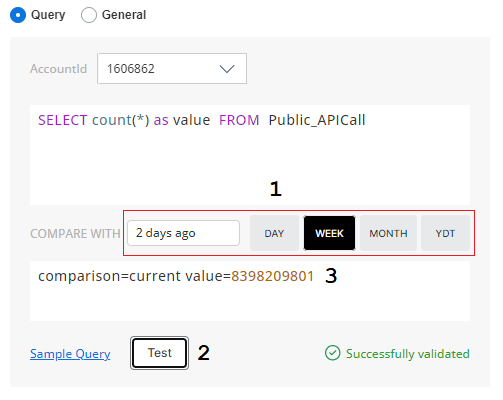 Query General
AccountId 1606862
SELECT count(*) as value FROM Public_APICall
1
COMPARE WITH 2 days ago DAY WEEK MONTH YDT
comparison=current value=8398209801 3
Sample Query Test 2 Successfully validated